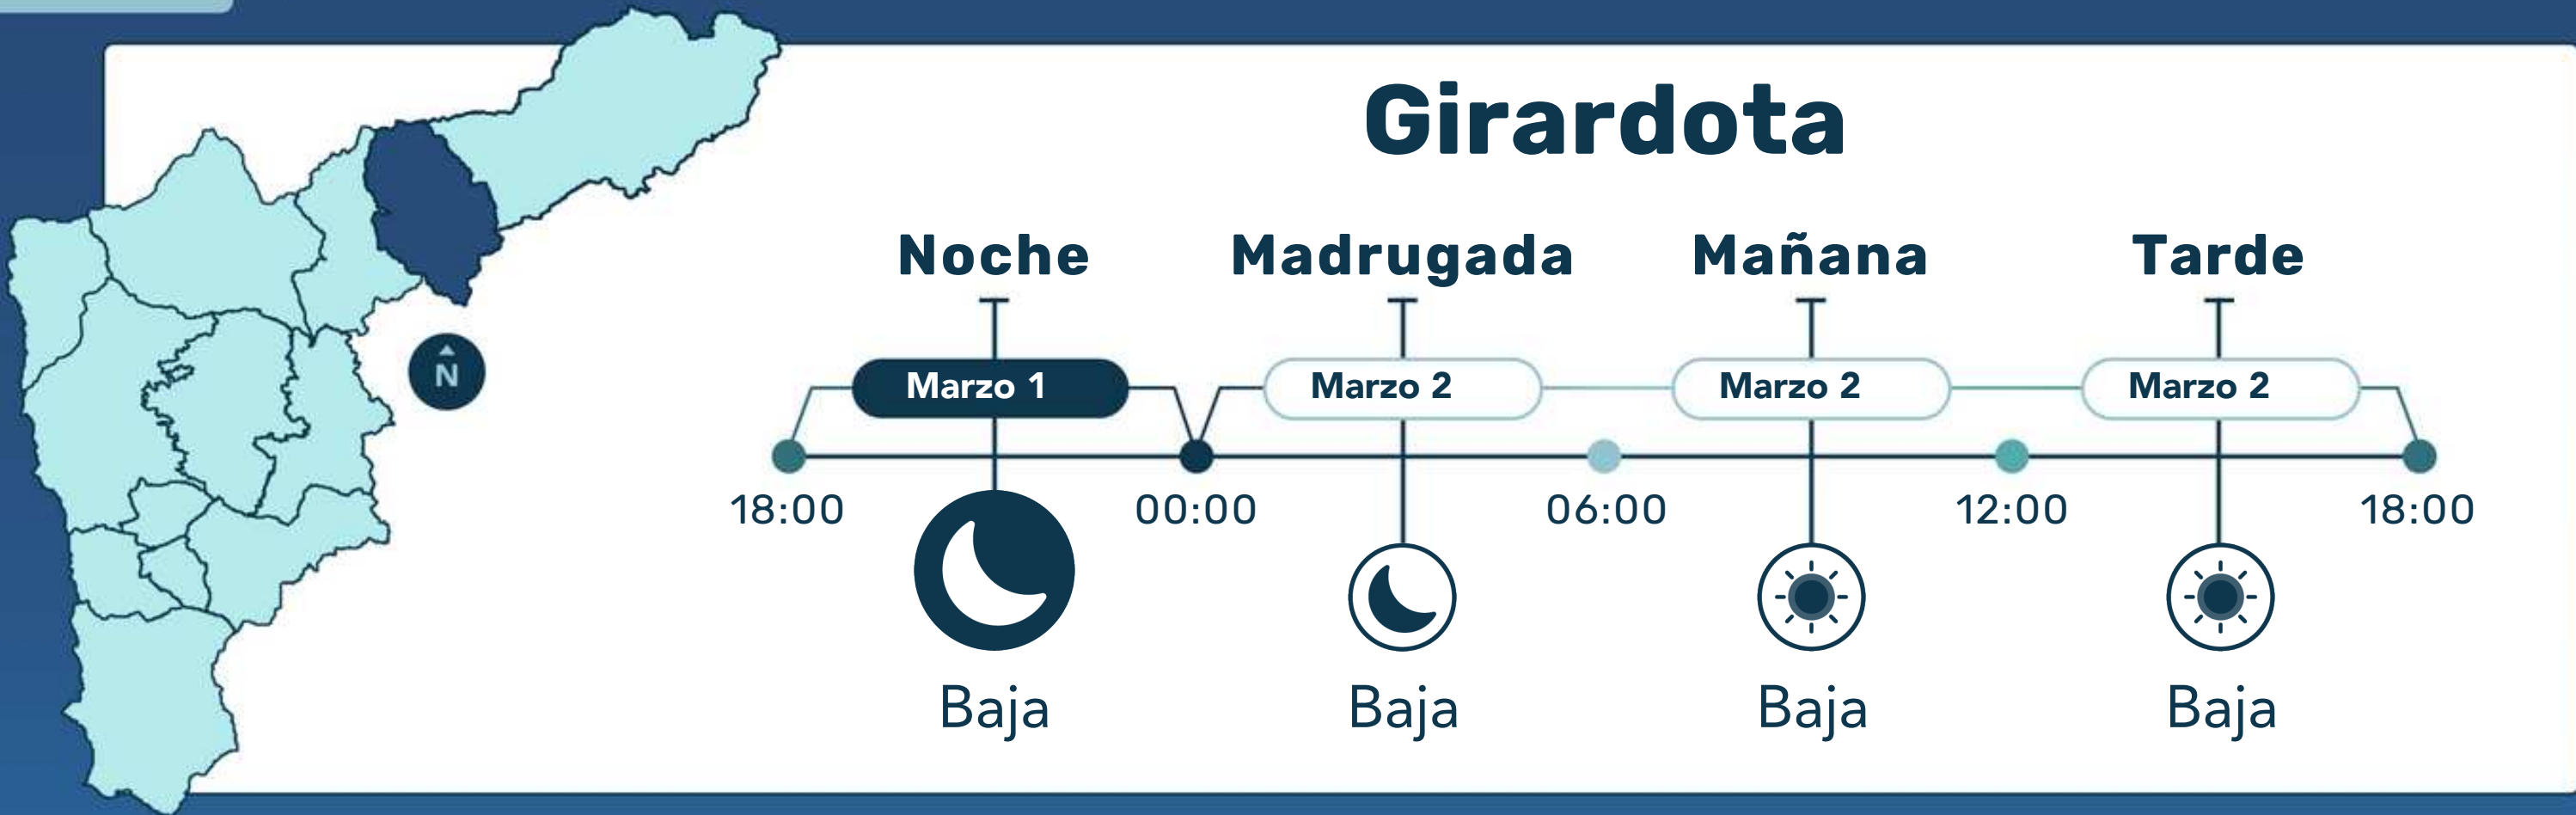 Girardota
Noche Madrugada Mañana Tarde
N
Marzo 1 Marzo 2 Marzo 2 Marzo 2
18:00 00:00 06:00 12:00 18:00
Baja Baja Baja Baja